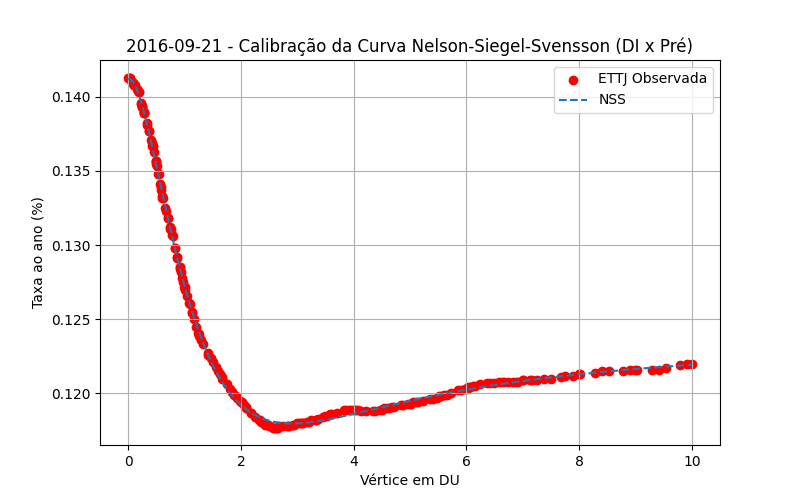 2016-09-21 - Calibração da Curva Nelson-Siegel-Svensson (DI x Pré)
ETTJ Observada
NSS
Taxa ao ano (%)
0.140
0.135
0.130
0.125
0.120
0 2 4 6 8 10
Vértice em DU